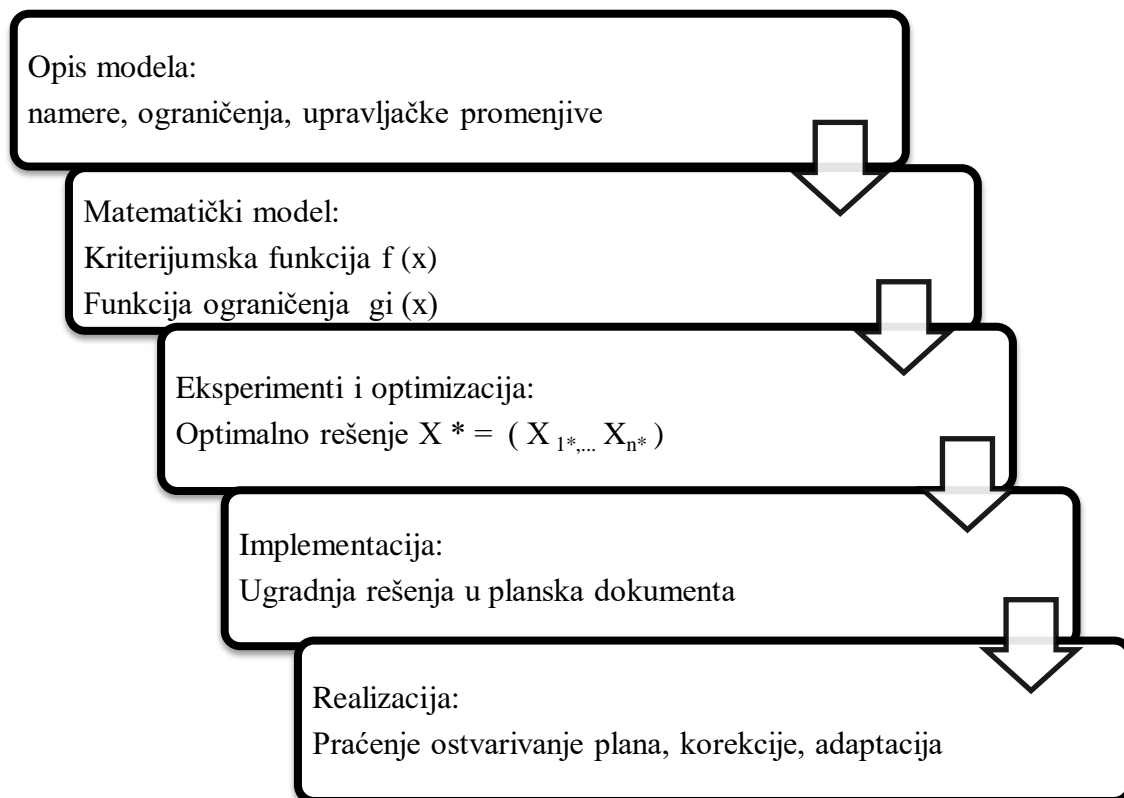 Opis modela:
namere, ograničenja, upravljačke promenjive
Matematički model:
Kriterijumska funkcija f (x)
Funkcija ograničenja gi (x)
Eksperimenti i optimizacija:
Optimalno rešenje X * = ( X 1*,... Xn* )
Implementacija:
Ugradnja rešenja u planska dokumenta
Realizacija:
Praćenje ostvarivanje plana, korekcije, adaptacija